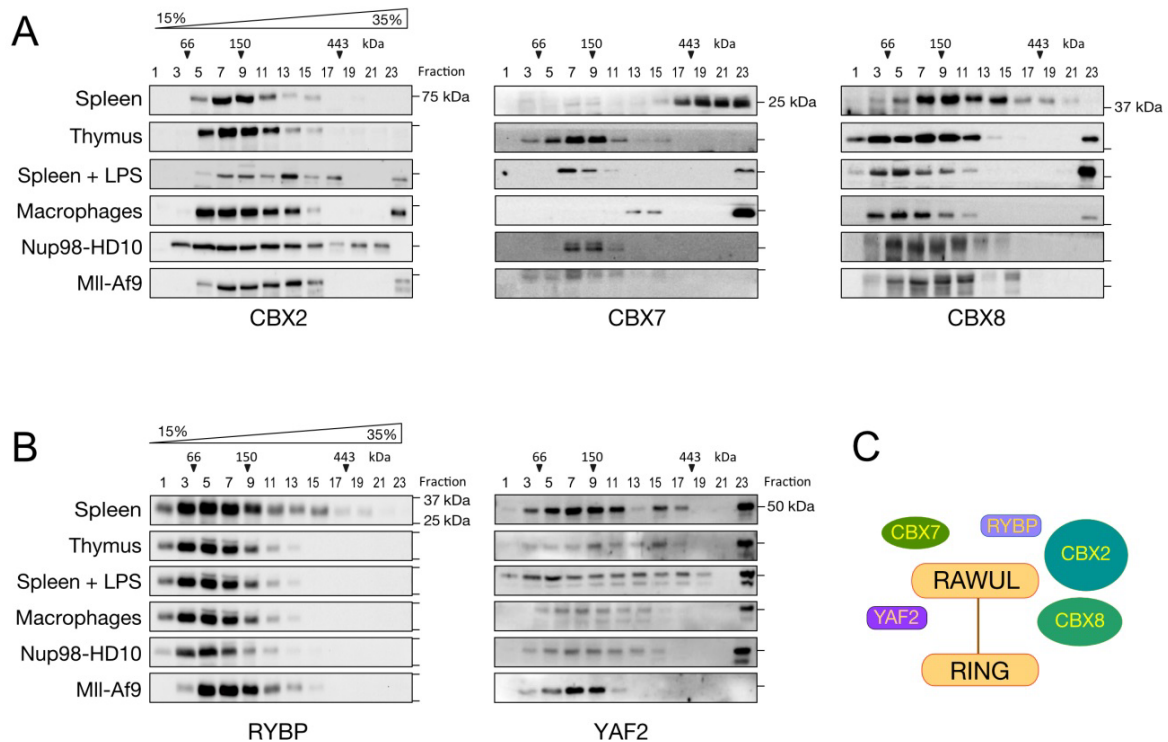 A
15% 35%
66 150 443 kDa
1 3 5 7 9 11 13 15 17 19 21 23 Fraction
66 150 443 kDa
1 3 5 7 9 11 13 15 17 19 21 23
66 150 443 kDa
1 3 5 7 9 11 13 15 17 19 21 23
Spleen 75 kDa 25 kDa 37 kDa
Thymus
Spleen + LPS
Macrophages
Nup98-HD10
Mll-Af9
CBX2 CBX7 CBX8
B
15% 35%
66 150 443 kDa
1 3 5 7 9 11 13 15 17 19 21 23 Fraction
66 150 443 kDa
1 3 5 7 9 11 13 15 17 19 21 23 Fraction
Spleen 37 kDa 25 kDa 50 kDa
Thymus
Spleen + LPS
Macrophages
Nup98-HD10
Mll-Af9
RYBP YAF2
C
CBX7 RYBP CBX2
RAWUL
YAF2 CBX8
RING